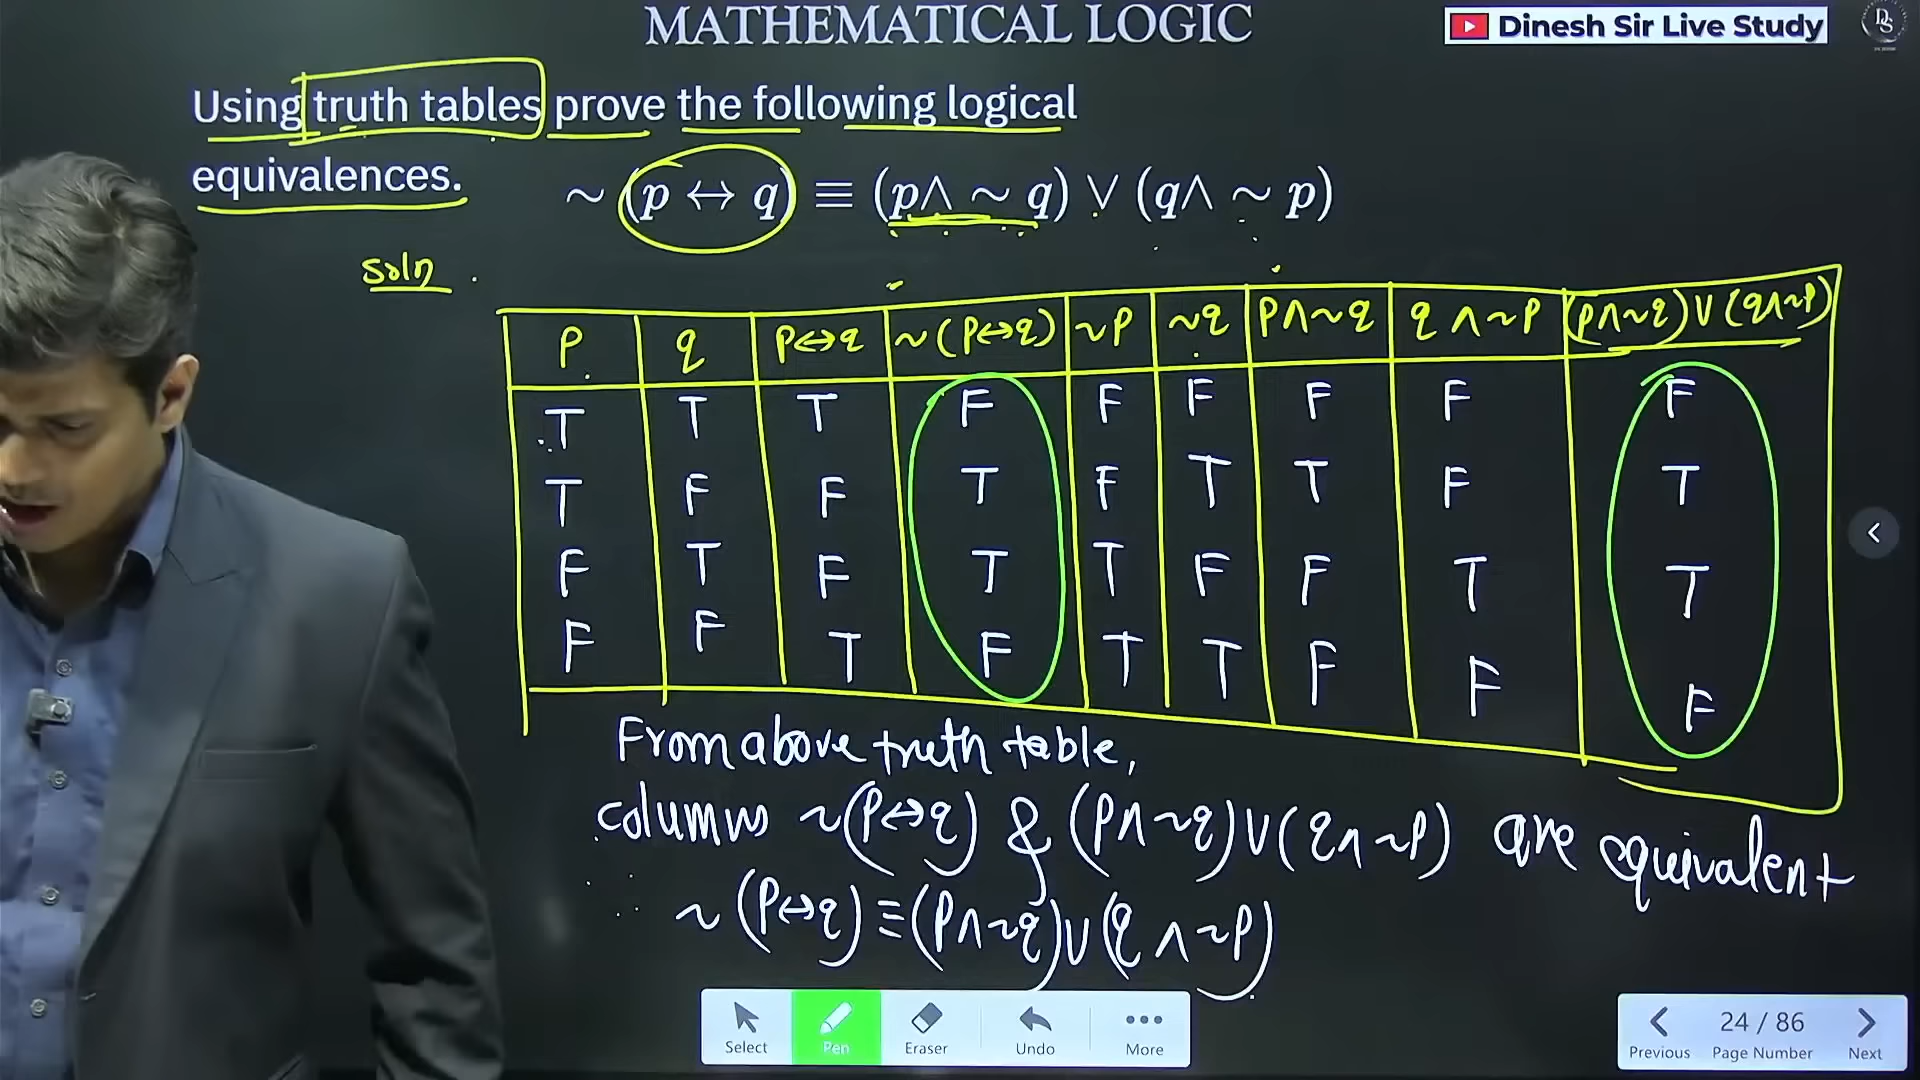 MATHEMATICAL LOGIC
Dinesh Sir Live Study
DS
Using truth tables prove the following logical
equivalences. ~ (p ↔ q) ≡ (p∧ ~ q) ∨ (q∧ ~ p)
Soln
P q P↔q ~(P↔q) ~P ~q P∧~q q ∧~P (P∧~q)∨(q∧~P)
T T T F F F F F F
T F F T F T T F T
F T F T T F F T T
F F T F T T F F F
From above truth table,
columns ~(P↔q) & (P∧~q)∨(q∧~P) are equivalent
∴ ~(P↔q)≡(P∧~q)∨(q∧~P)
Select Pen Eraser Undo More
24 / 86
Previous Page Number Next